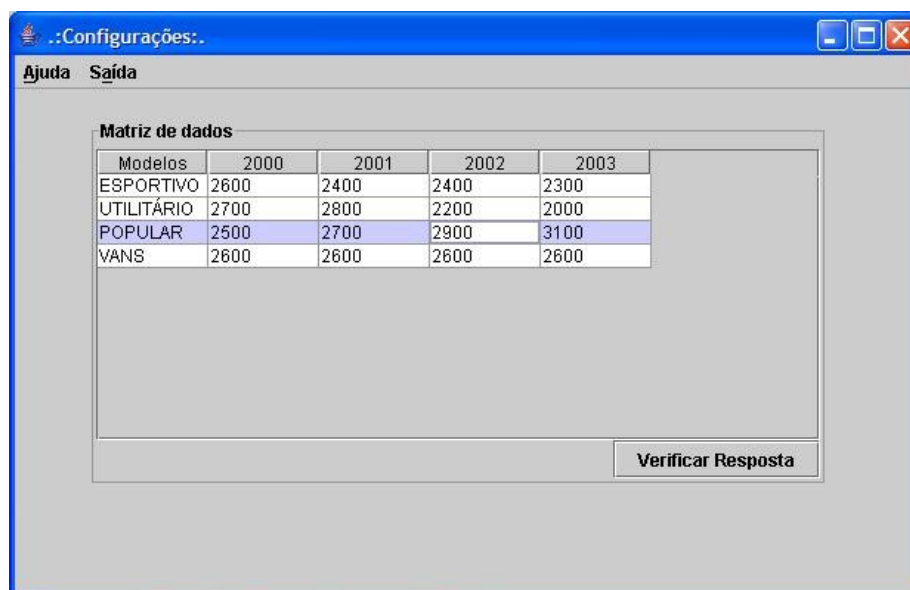 .:Configurações:.
Ajuda Saída
Matriz de dados
Modelos 2000 2001 2002 2003
ESPORTIVO 2600 2400 2400 2300
UTILITÁRIO 2700 2800 2200 2000
POPULAR 2500 2700 2900 3100
VANS 2600 2600 2600 2600
Verificar Resposta